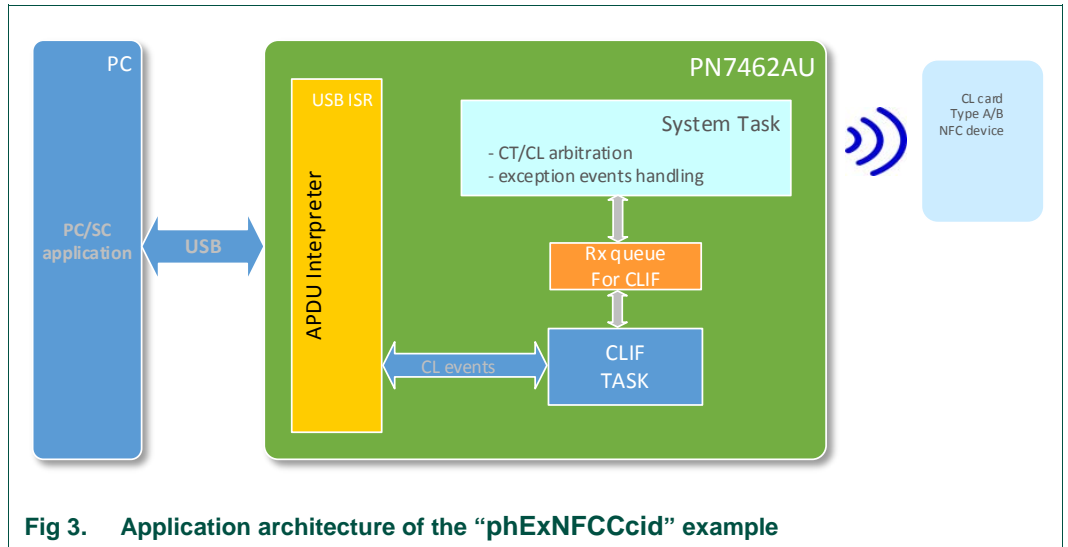 PC
PC/SC
application
USB
PN7462AU
USB ISR
APDU Interpreter
System Task
- CT/CL arbitration
- exception events handling
Rx queue
For CLIF
CL events
CLIF
TASK
CL card
Type A/B
NFC device
Fig 3. Application architecture of the “phExNFCCcid” example